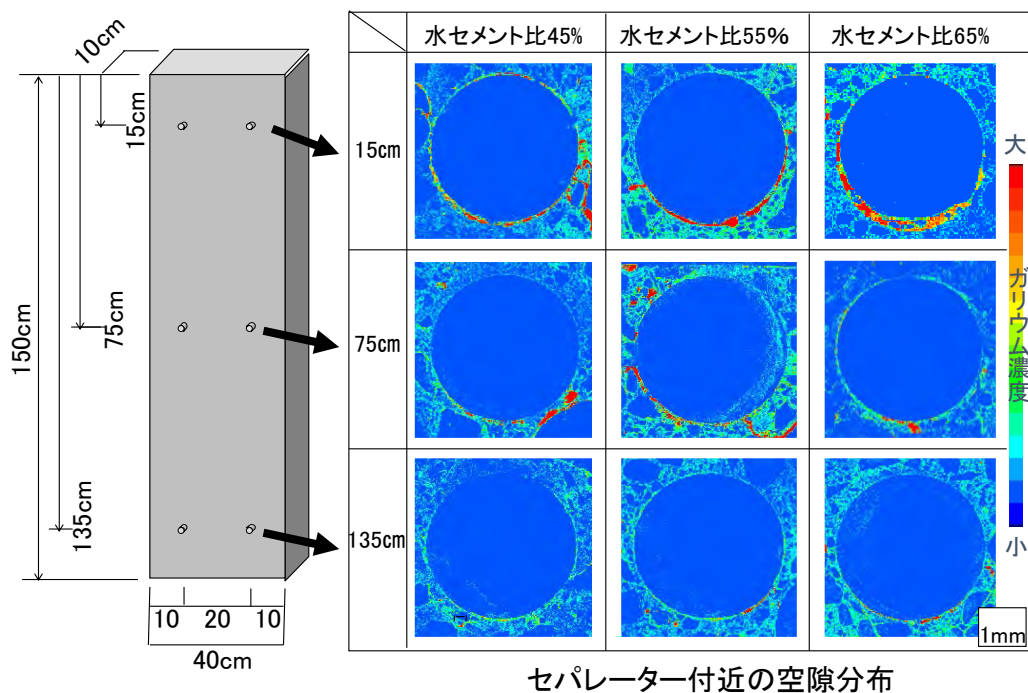 10cm
15cm
75cm
150cm
135cm
10 20 10
40cm
水セメント比45% 水セメント比55% 水セメント比65%
15cm
75cm
135cm
大
ガリウム濃度
小
1mm
セパレーター付近の空隙分布